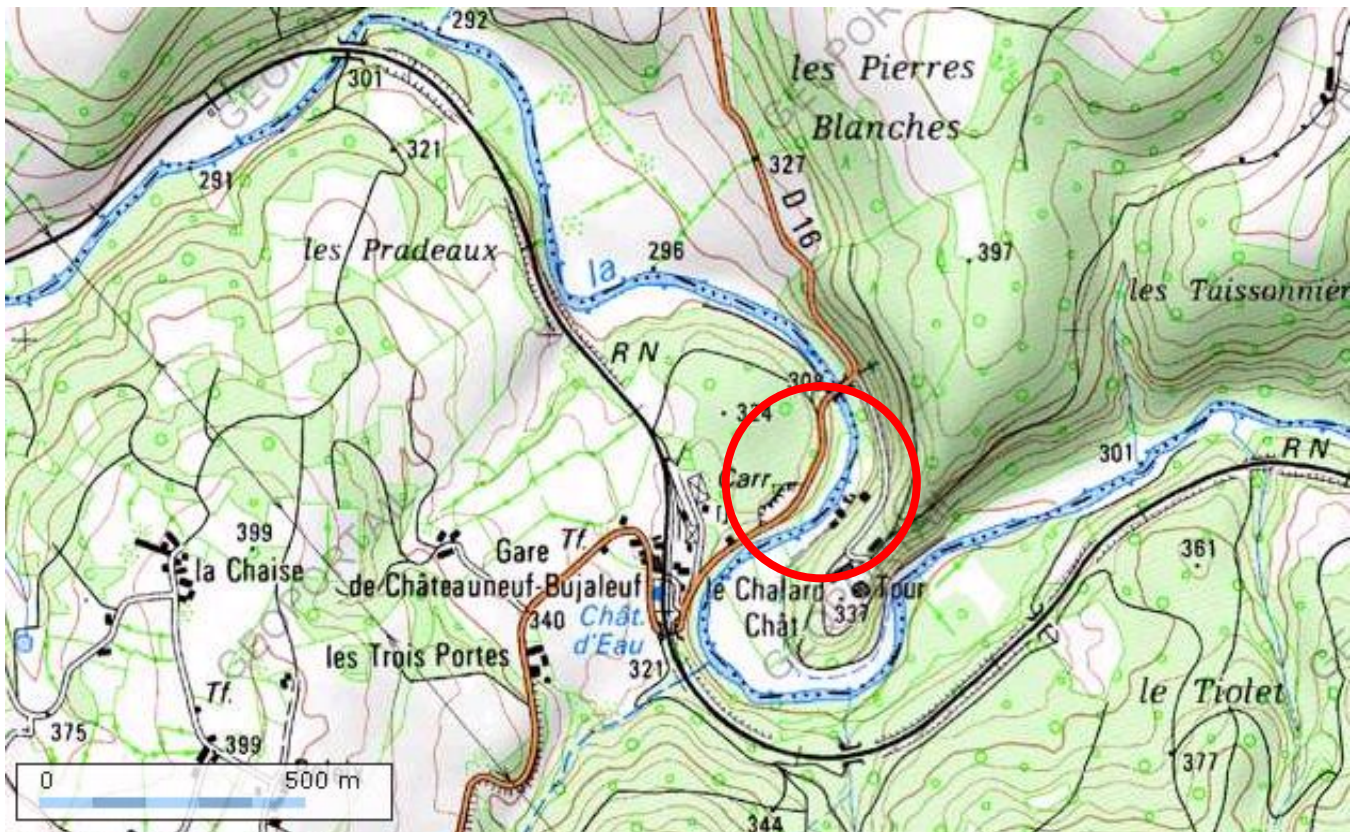 292
les Pierres
Blanches
301
321
327
D 16
291
les Pradeaux
la
296
397
les Taissonnièr
R N
308
324
Carr.
301
R N
399
la Chaise
Gare
Tf.
de Châteauneuf-Bujaleuf
le Chalard
Tour
361
340
Chât.
d'Eau
Chât
337
les Trois Portes
321
le Tiolet
Tf.
375
399
377
0
500 m
344
GEOPORTAIL